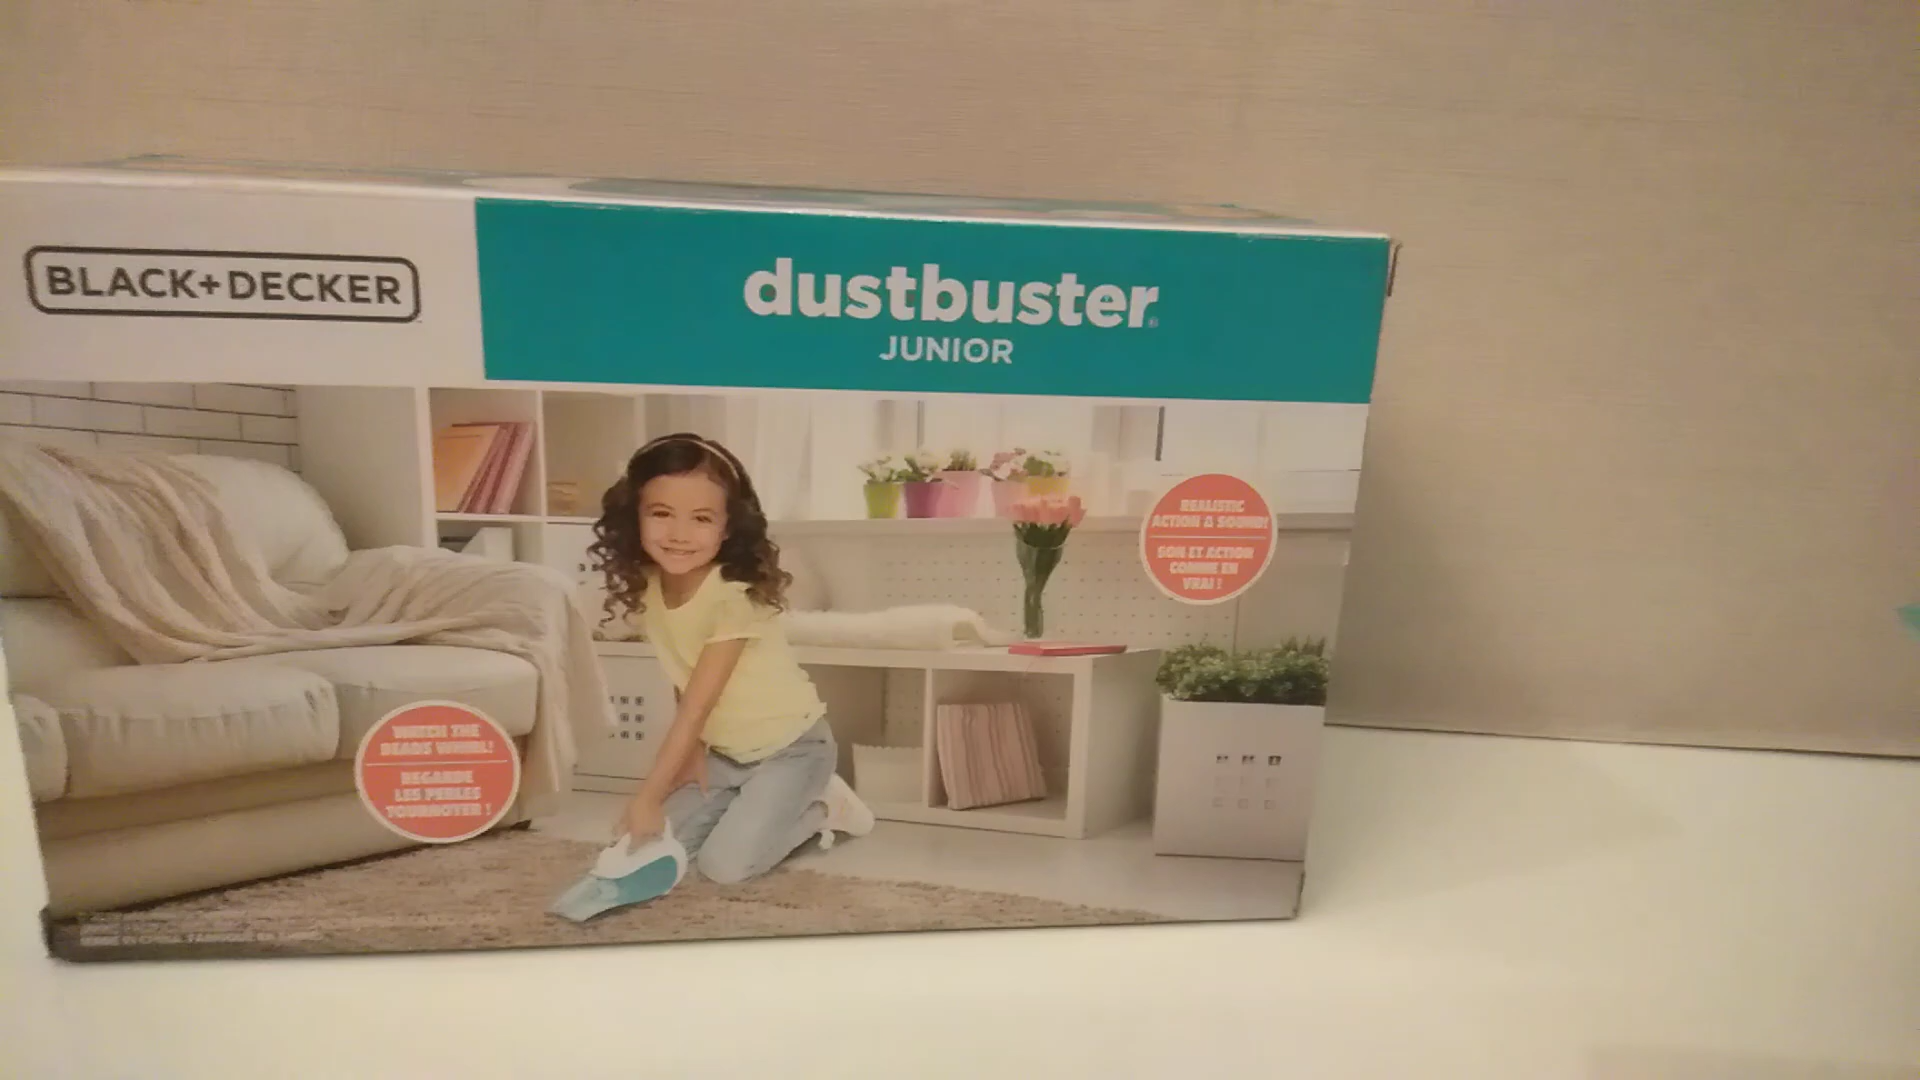 BLACK+DECKER
dustbuster®
JUNIOR
REALISTIC
ACTION & SOUND!
SON ET ACTION
COMME EN
VRAI !
WATCH THE
BEADS WHIRL!
REGARDE
LES PERLES
TOURNOYER !